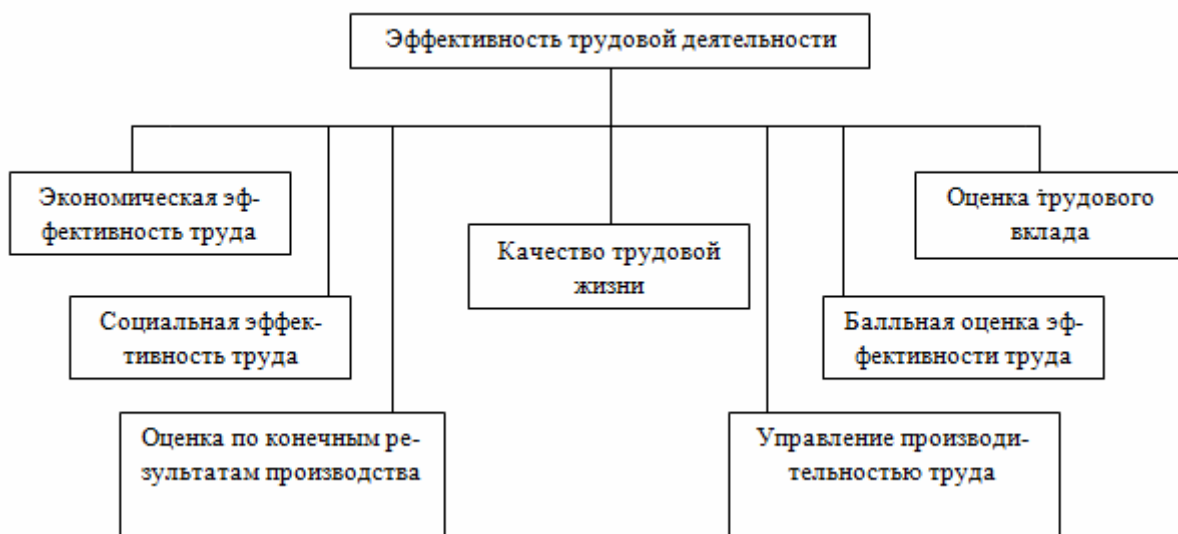 Эффективность трудовой деятельности
Экономическая эф-
фективность труда
Оценка трудового
вклада
Качество трудовой
жизни
Социальная эффек-
тивность труда
Балльная оценка эф-
фективности труда
Оценка по конечным ре-
зультатам производства
Управление производи-
тельностью труда